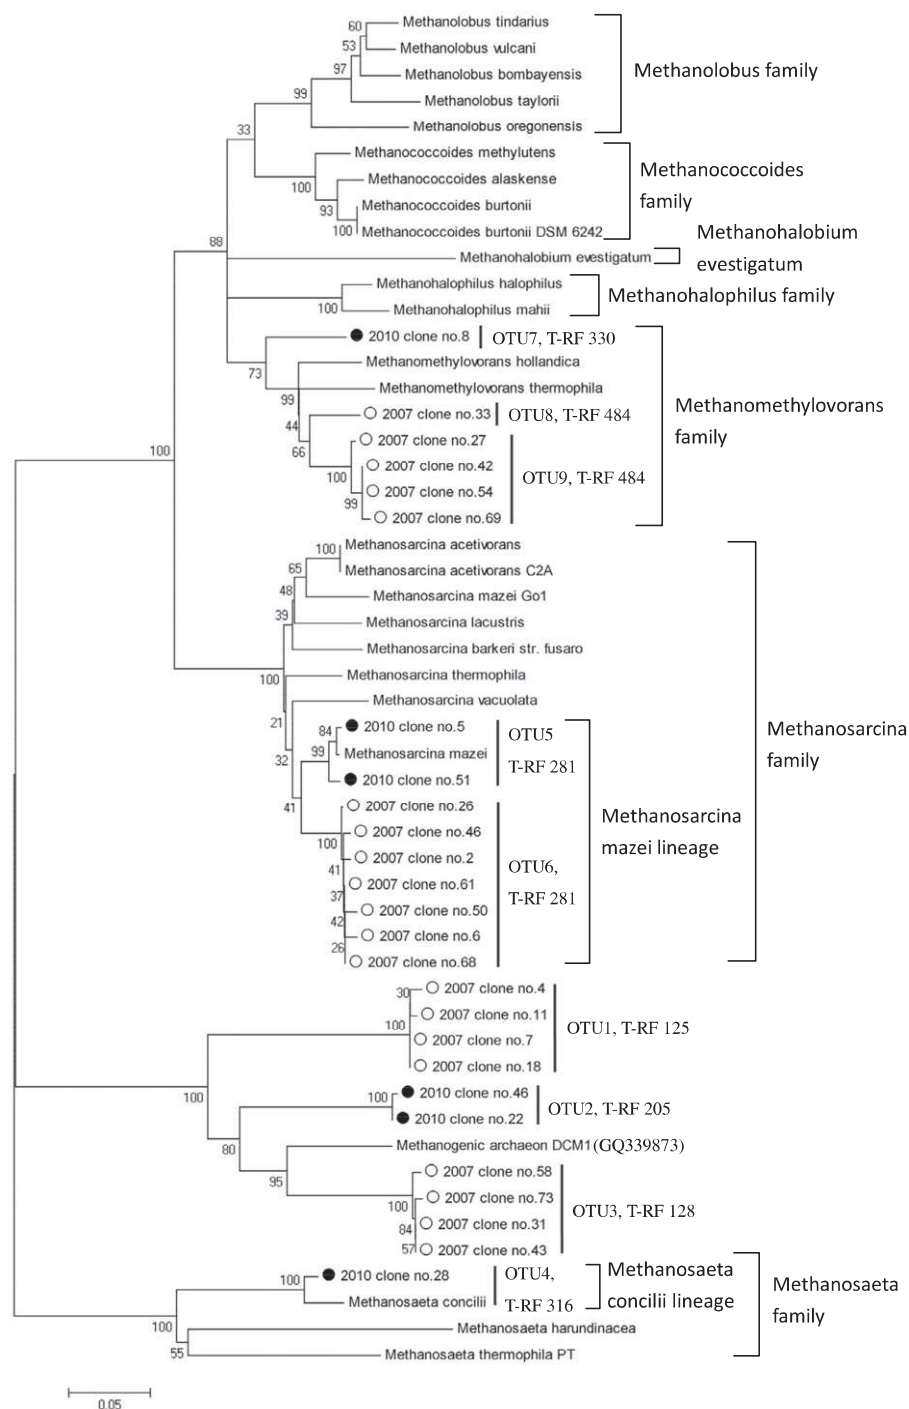 60
Methanolobus tindarius
53
Methanolobus vulcani
97
Methanolobus bombayensis
99
Methanolobus taylorii
Methanolobus oregonensis
Methanolobus family
33
Methanococcoides methylutens
100
Methanococcoides alaskense
93
Methanococcoides burtonii
100
Methanococcoides burtonii DSM 6242
Methanococcoides
family
88
Methanohalobium evestigatum
Methanohalobium
evestigatum
Methanohalophilus halophilus
100
Methanohalophilus mahii
Methanohalophilus family
2010 clone no.8
OTU7, T-RF 330
73
Methanomethylovorans hollandica
Methanomethylovorans thermophila
99
2007 clone no.33
OTU8, T-RF 484
44
66
2007 clone no.27
2007 clone no.42
100
2007 clone no.54
99
2007 clone no.69
OTU9, T-RF 484
Methanomethylovorans
family
100
100
Methanosarcina acetivorans
Methanosarcina acetivorans C2A
65
48
Methanosarcina mazei Go1
39
Methanosarcina lacustris
Methanosarcina barkeri str. fusaro
100
Methanosarcina thermophila
Methanosarcina vacuolata
21
84
2010 clone no.5
99
Methanosarcina mazei
32
2010 clone no.51
OTU5
T-RF 281
41
2007 clone no.26
2007 clone no.46
100
2007 clone no.2
41
2007 clone no.61
37
2007 clone no.50
42
2007 clone no.6
26
2007 clone no.68
OTU6,
T-RF 281
Methanosarcina
mazei lineage
Methanosarcina
family
30
2007 clone no.4
2007 clone no.11
100
2007 clone no.7
2007 clone no.18
OTU1, T-RF 125
100
100
2010 clone no.46
2010 clone no.22
OTU2, T-RF 205
80
Methanogenic archaeon DCM1(GQ339873)
95
2007 clone no.58
100
2007 clone no.73
84
2007 clone no.31
57
2007 clone no.43
OTU3, T-RF 128
100
2010 clone no.28
Methanosaeta concilii
OTU4,
T-RF 316
Methanosaeta
concilii lineage
100
Methanosaeta harundinacea
55
Methanosaeta thermophila PT
Methanosaeta
family
0.05